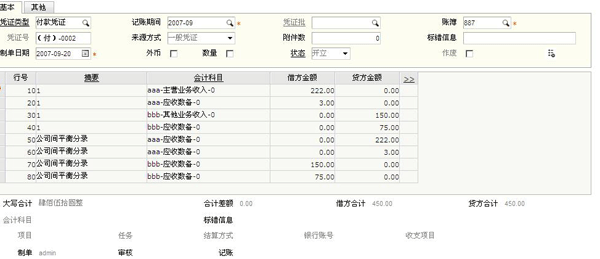 基本 其他
凭证类型 付款凭证 记账期间 2007-09 凭证批 账簿 887
凭证号 （付）-0002 来源方式 一般凭证 附件数 0 标错信息
制单日期 2007-09-20 外币 数量 状态 开立 作废
行号 摘要 会计科目 借方金额 贷方金额 >>
10 1 aaa-主营业务收入-0 222.00 0.00
20 1 aaa-应收数备-0 3.00 0.00
30 1 bbb-其他业务收入-0 0.00 150.00
40 1 bbb-应收数备-0 0.00 75.00
50 公司间平衡分录 aaa-应收数备-0 0.00 222.00
60 公司间平衡分录 aaa-应收数备-0 0.00 3.00
70 公司间平衡分录 bbb-应收数备-0 150.00 0.00
80 公司间平衡分录 bbb-应收数备-0 75.00 0.00
大写合计 肆佰伍拾圆整 合计差额 0.00 借方合计 450.00 贷方合计 450.00
会计科目 标错信息
项目 任务 结算方式 银行账号 收支项目
制单 admin 审核 记账